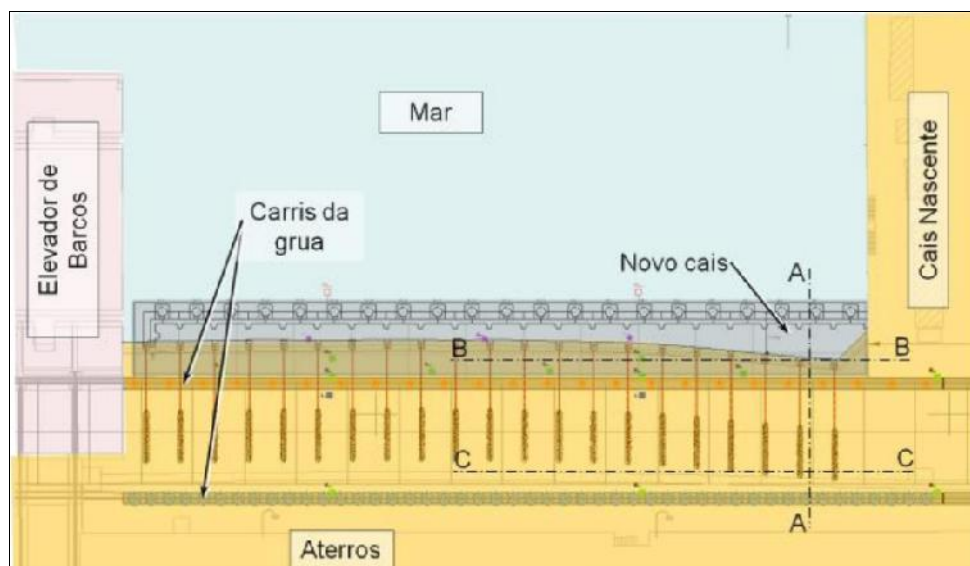 Mar
Elevador de
Barcos
Cais Nascente
Carris da
grua
Novo cais
A
B
B
C
C
A
Aterros